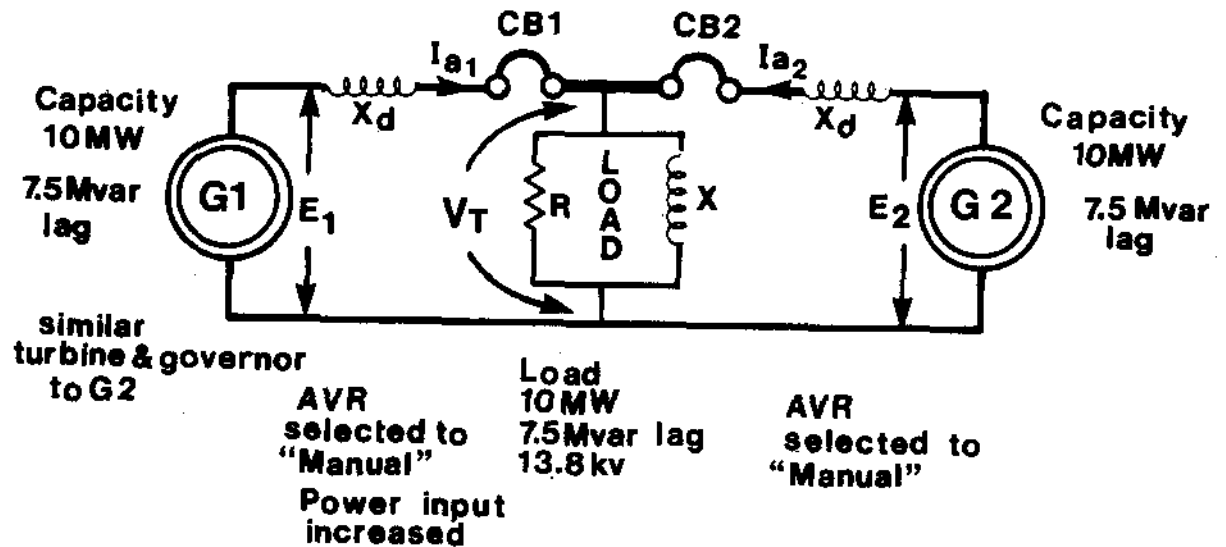 CB1
CB2
Ia1
Ia2
Xd
Xd
Capacity
10MW
7.5Mvar
lag
G1
E1
VT
R
LOAD
X
E2
G2
Capacity
10MW
7.5 Mvar
lag
similar
turbine & governor
to G2
AVR
selected to
"Manual"
Power input
increased
Load
10MW
7.5Mvar lag
13.8kv
AVR
selected to
"Manual"